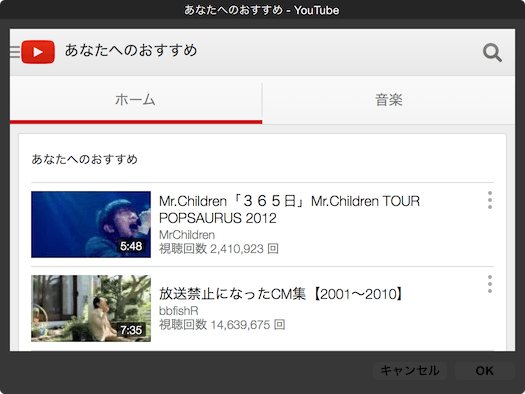 あなたへのおすすめ - YouTube
あなたへのおすすめ
ホーム
音楽
あなたへのおすすめ
Mr.Children「３６５日」Mr.Children TOUR
POPSAURUS 2012
MrChildren
視聴回数 2,410,923 回
5:48
放送禁止になったCM集【2001〜2010】
bbfishR
視聴回数 14,639,675 回
7:35
キャンセル
OK